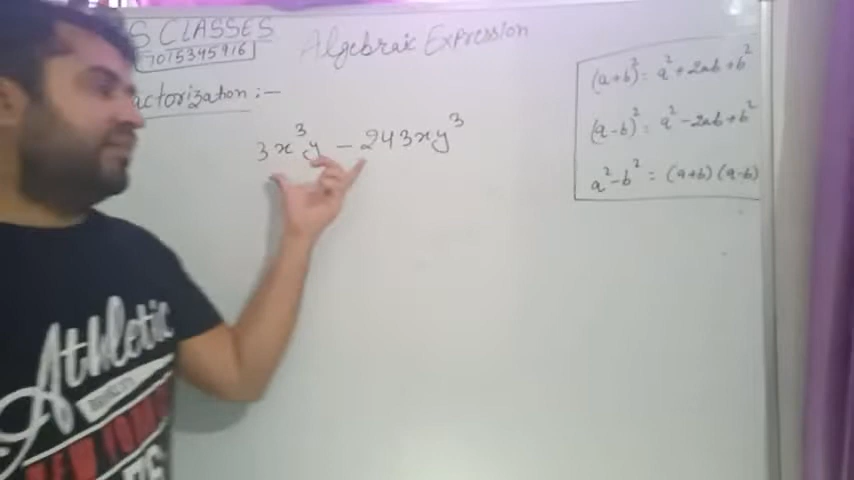 S CLASSES
7015345916
Algebraic Expression
actorization :-
3x³y - 243xy³
(a+b)² = a²+2ab+b²
(a-b)² = a²-2ab+b²
a²-b² = (a+b)(a-b)
Athletic